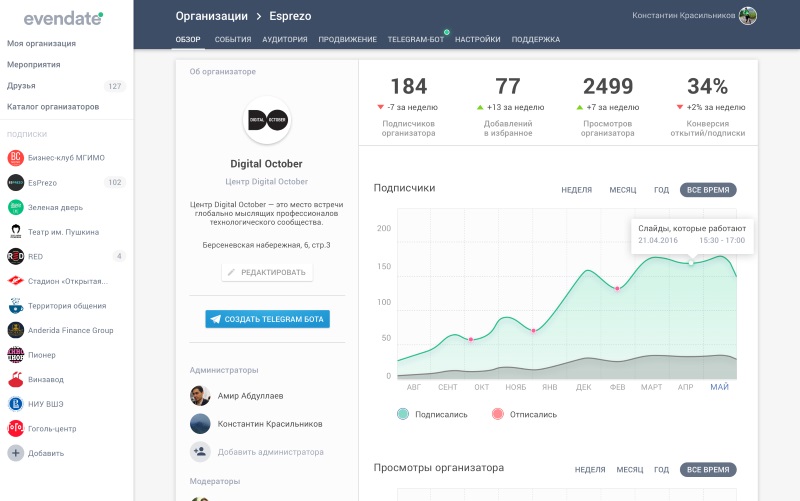 evendate
Моя организация
Мероприятия
Друзья 127
Каталог организаторов
ПОДПИСКИ
Бизнес-клуб МГИМО
EsPrezo 102
Зеленая дверь
Театр им. Пушкина
RED 4
Стадион «Открытая...
Территория общения
Anderida Finance Group
Пионер
Винзавод
НИУ ВШЭ
Гоголь-центр
Добавить
Организации > Esprezo
Константин Красильников
ОБЗОР СОБЫТИЯ АУДИТОРИЯ ПРОДВИЖЕНИЕ TELEGRAM-БОТ НАСТРОЙКИ ПОДДЕРЖКА
Об организаторе
DIGITAL OCTOBER
Digital October
Центр Digital October
Центр Digital October — это место встречи
глобально мыслящих профессионалов
технологического сообщества.
Берсеневская набережная, 6, стр.3
РЕДАКТИРОВАТЬ
СОЗДАТЬ TELEGRAM БОТА
Администраторы
Амир Абдуллаев
Константин Красильников
Добавить администратора
Модераторы
184
-7 за неделю
Подписчиков
организатора
77
+13 за неделю
Добавлений
в избранное
2499
+7 за неделю
Просмотров
организатора
34%
+2% за неделю
Конверсия
откытий/подписки
Подписчики
НЕДЕЛЯ МЕСЯЦ ГОД ВСЕ ВРЕМЯ
Слайды, которые работают
21.04.2016 15:30 - 17:00
200
150
100
50
0
АВГ СЕНТ ОКТ НОЯБ ЯНВ ДЕК ФЕВ МАРТ АПР МАЙ
Подписались Отписались
Просмотры организатора
НЕДЕЛЯ МЕСЯЦ ГОД ВСЕ ВРЕМЯ